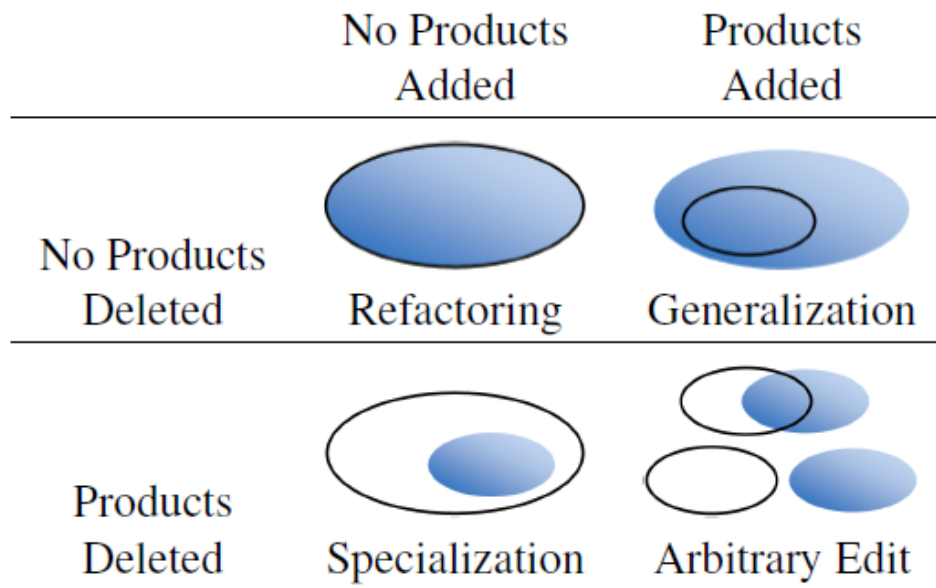 No Products
Added
Products
Added
No Products
Deleted
Refactoring
Generalization
Products
Deleted
Specialization
Arbitrary Edit